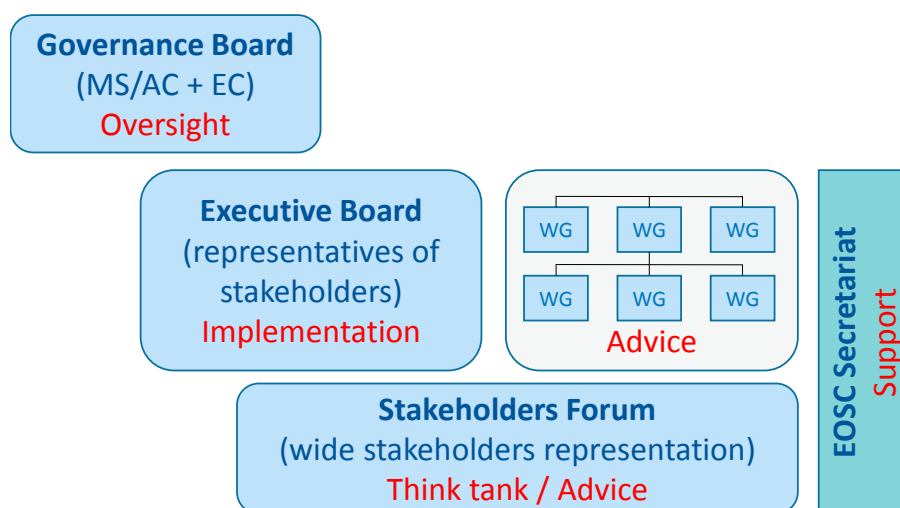 Governance Board
(MS/AC + EC)
Oversight
Executive Board
(representatives of
stakeholders)
Implementation
WG WG WG
WG WG WG
Advice
Stakeholders Forum
(wide stakeholders representation)
Think tank / Advice
EOSC Secretariat
Support